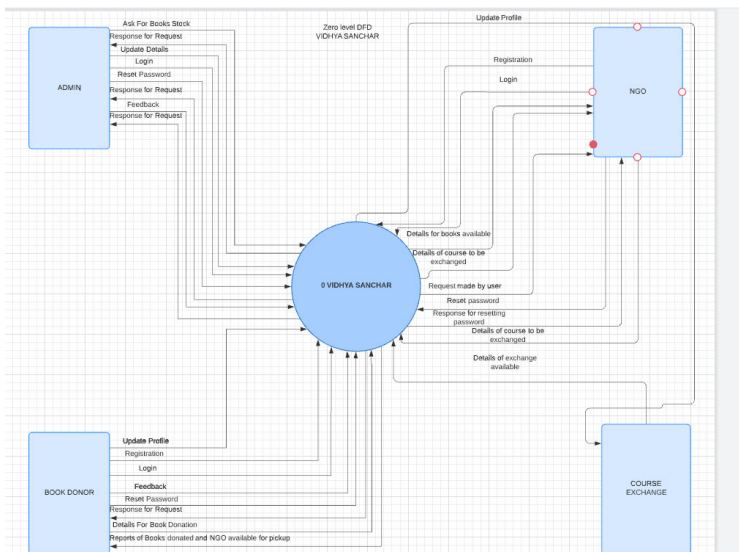 Zero level DFD
VIDHYA SANCHAR
Update Profile
Ask For Books Stock
Response for Request
Update Details
Login
Reset Password
Response for Request
Feedback
Response for Request
ADMIN
Registration
Login
NGO
Details for books available
Details of course to be
exchanged
0 VIDHYA SANCHAR
Request made by user
Reset password
Response for resetting
password
Details of course to be
exchanged
Details of exchange
available
Update Profile
Registration
Login
Feedback
Reset Password
Response for Request
Details For Book Donation
Reports of Books donated and NGO available for pickup
BOOK DONOR
COURSE
EXCHANGE